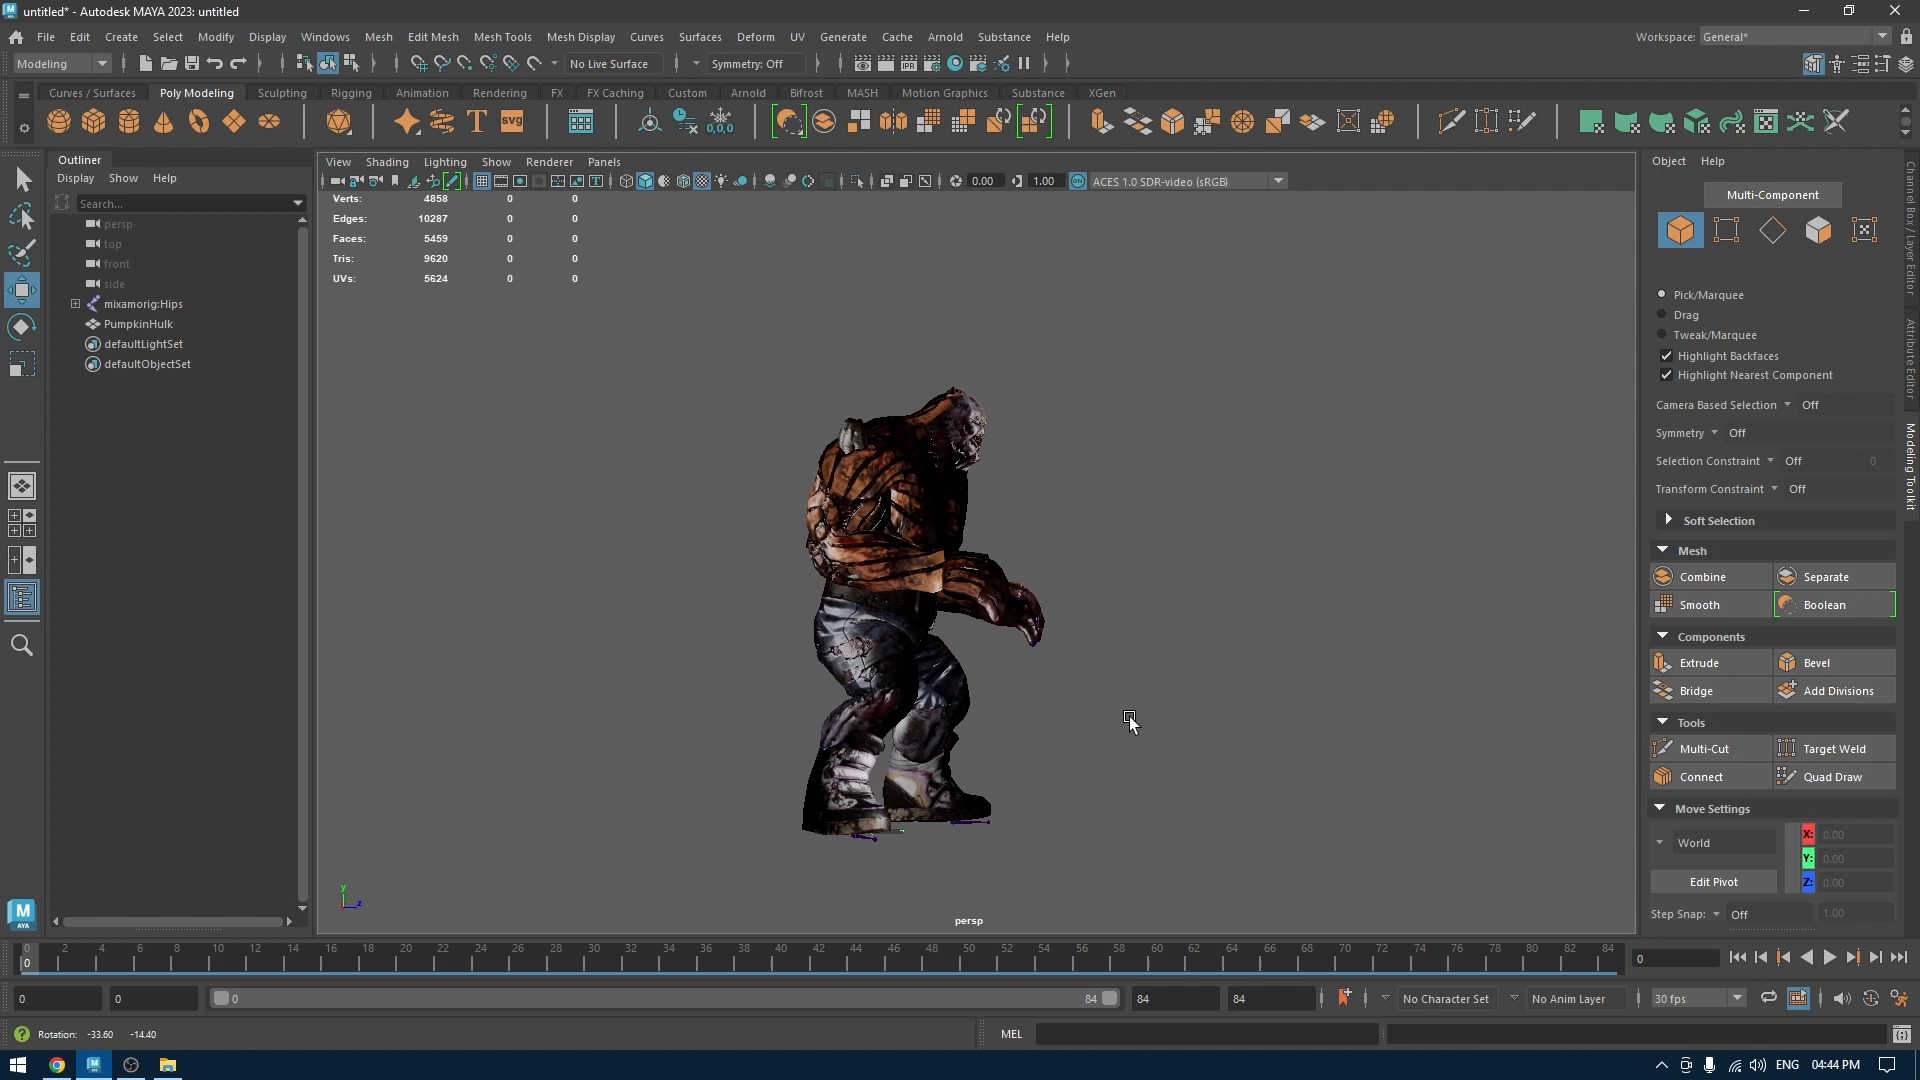 untitled* - Autodesk MAYA 2023: untitled
File Edit Create Select Modify Display Windows Mesh Edit Mesh Mesh Tools Mesh Display Curves Surfaces Deform UV Generate Cache Arnold Substance Help
Workspace: General*
Modeling No Live Surface Symmetry: Off
Curves / Surfaces Poly Modeling Sculpting Rigging Animation Rendering FX FX Caching Custom Arnold Bifrost MASH Motion Graphics Substance XGen
T SVG 0,0,0
Outliner
Display Show Help
Search...
persp
top
front
side
mixamorig:Hips
PumpkinHulk
defaultLightSet
defaultObjectSet
View Shading Lighting Show Renderer Panels
0.00 1.00 ACES 1.0 SDR-video (sRGB)
Verts: 4858 0 0
Edges: 10287 0 0
Faces: 5459 0 0
Tris: 9620 0 0
UVs: 5624 0 0
y
z
persp
Object Help
Multi-Component
Pick/Marquee
Drag
Tweak/Marquee
Highlight Backfaces
Highlight Nearest Component
Camera Based Selection Off
Symmetry Off
Selection Constraint Off 0
Transform Constraint Off
Soft Selection
Mesh
Combine Separate
Smooth Boolean
Components
Extrude Bevel
Bridge Add Divisions
Tools
Multi-Cut Target Weld
Connect Quad Draw
Move Settings
World
X: 0.00
Y: 0.00
Z: 0.00
Edit Pivot
Step Snap: Off 1.00
Channel Box / Layer Editor
Attribute Editor
Modeling Toolkit
M
AYA
0 2 4 6 8 10 12 14 16 18 20 22 24 26 28 30 32 34 36 38 40 42 44 46 48 50 52 54 56 58 60 62 64 66 68 70 72 74 76 78 80 82 84
0
0
0 0 0 84 84 84 No Character Set No Anim Layer 30 fps
Rotation: -33.60 -14.40 MEL
ENG 04:44 PM